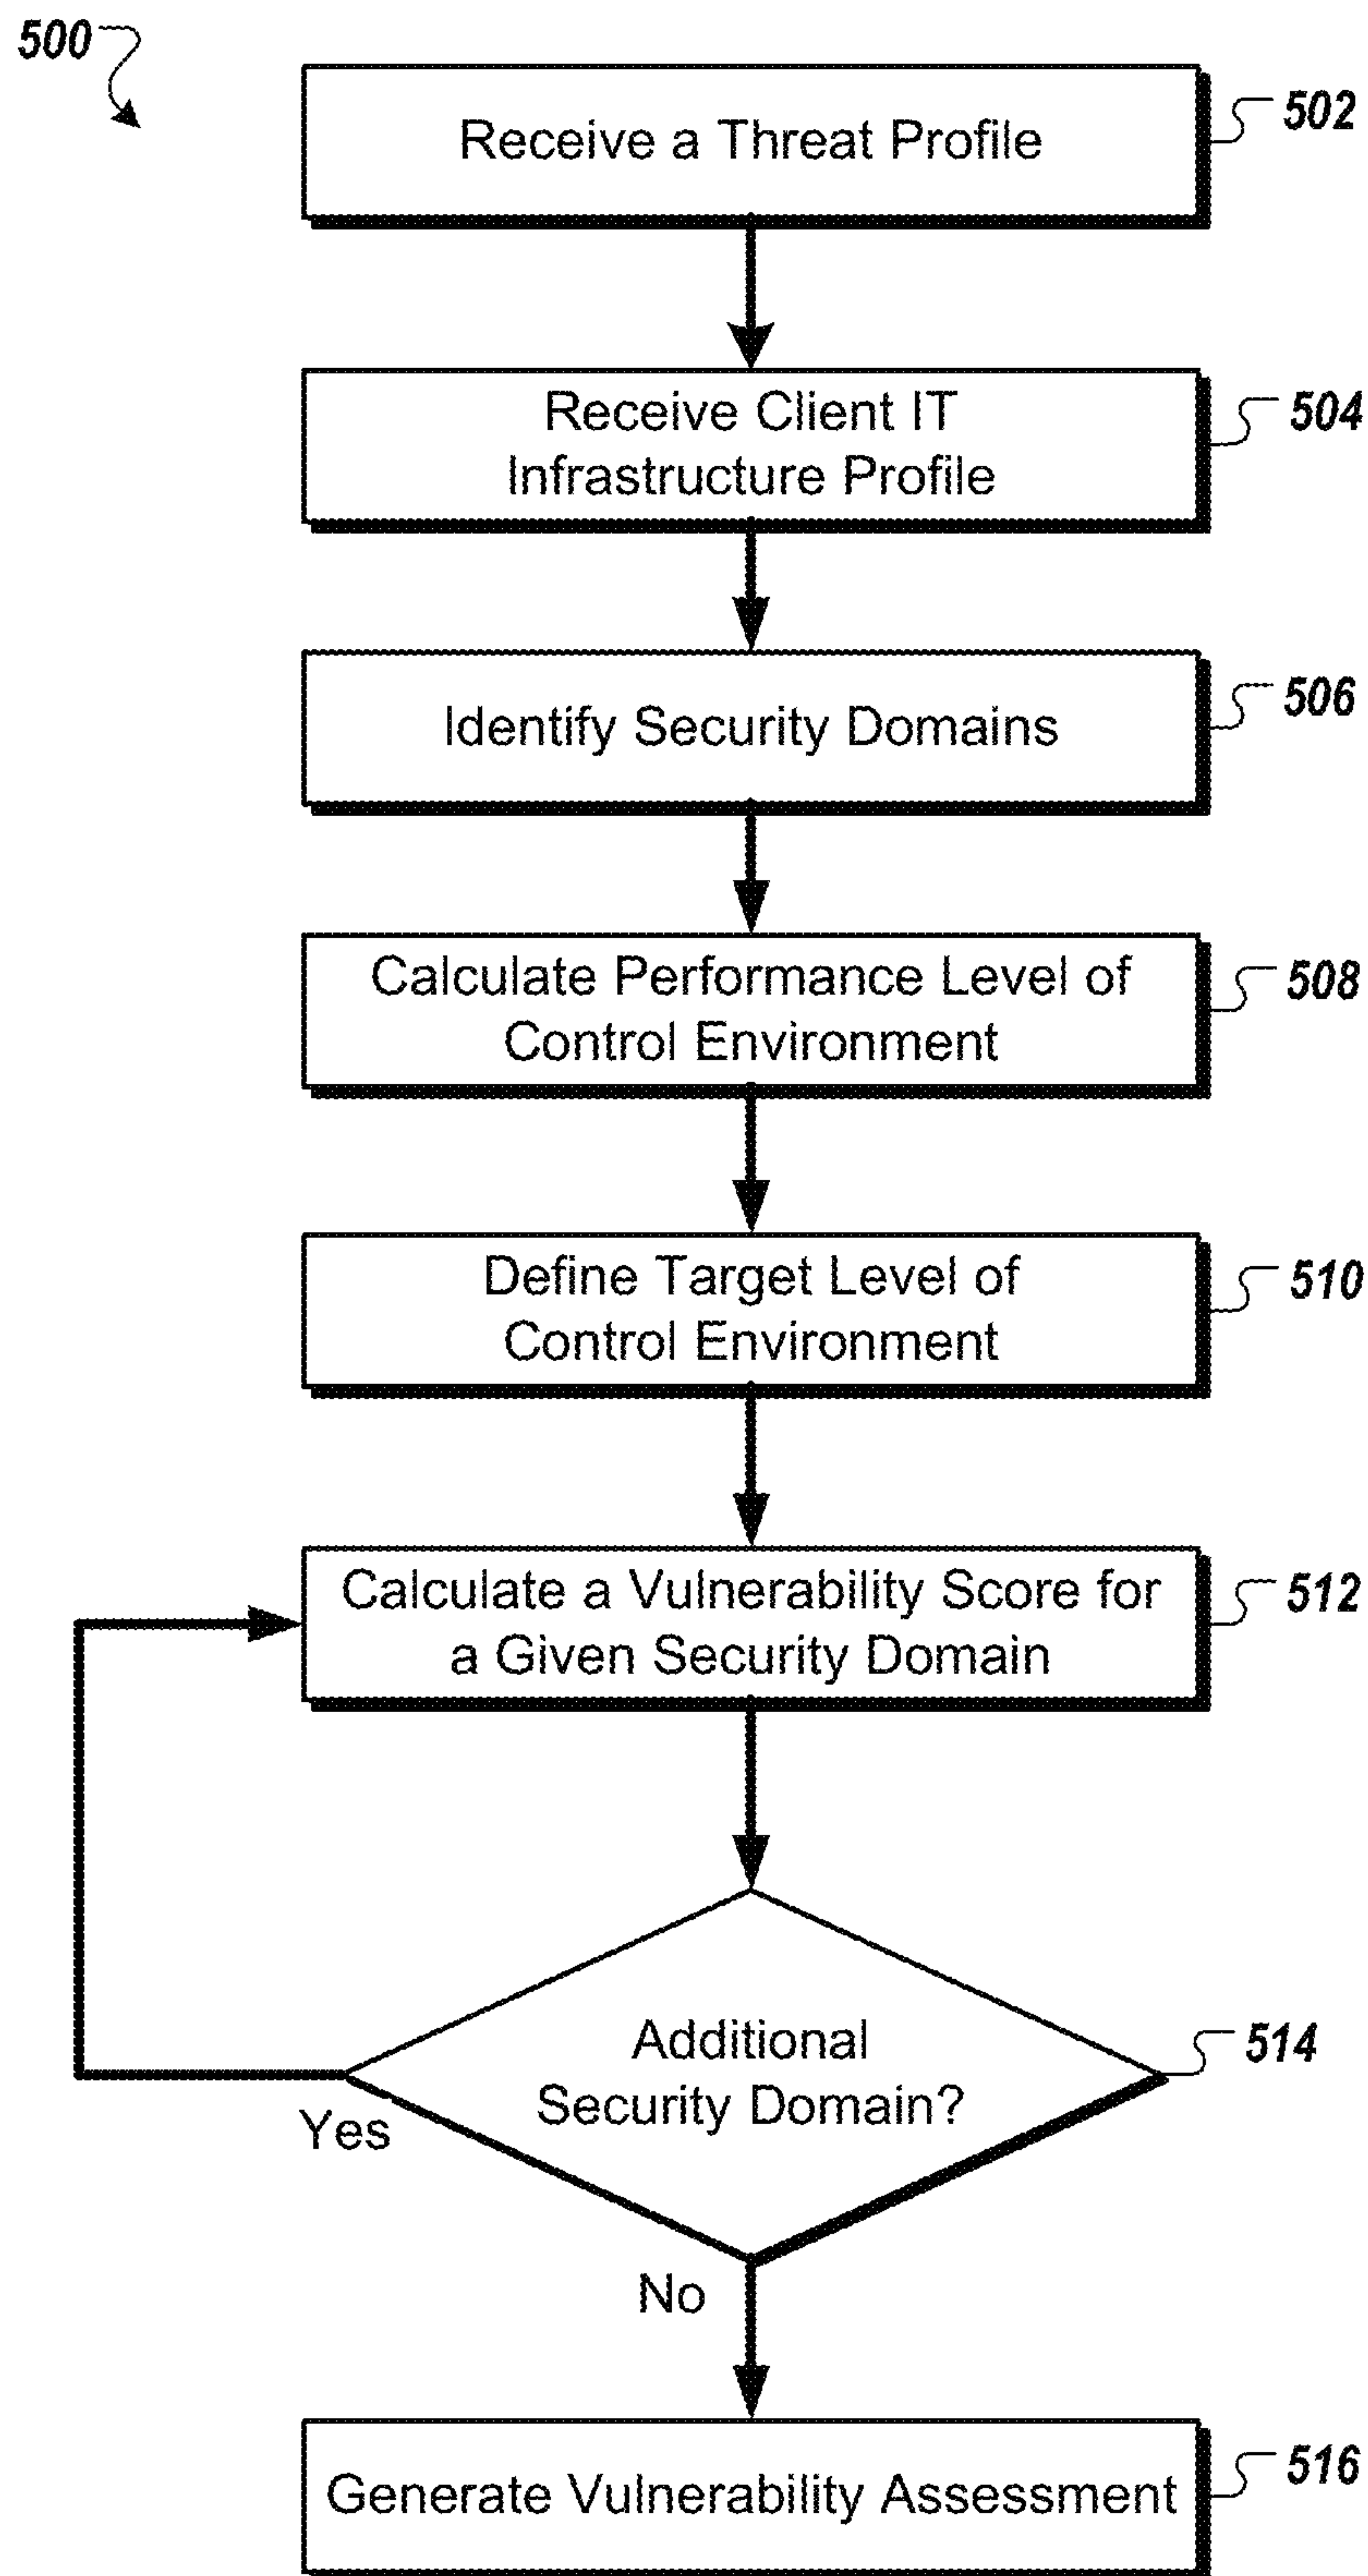 500
Receive a Threat Profile
502
Receive Client IT
Infrastructure Profile
504
Identify Security Domains
506
Calculate Performance Level of
Control Environment
508
Define Target Level of
Control Environment
510
Calculate a Vulnerability Score for
a Given Security Domain
512
Additional
Security Domain?
514
Yes
No
Generate Vulnerability Assessment
516